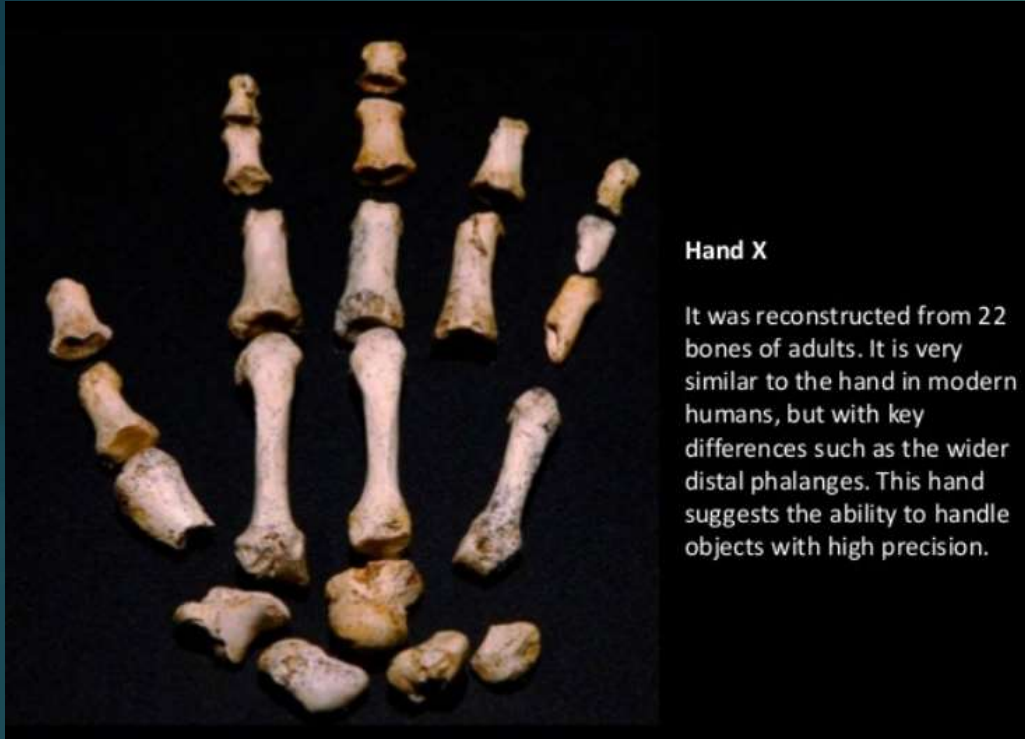 Hand X
It was reconstructed from 22
bones of adults. It is very
similar to the hand in modern
humans, but with key
differences such as the wider
distal phalanges. This hand
suggests the ability to handle
objects with high precision.